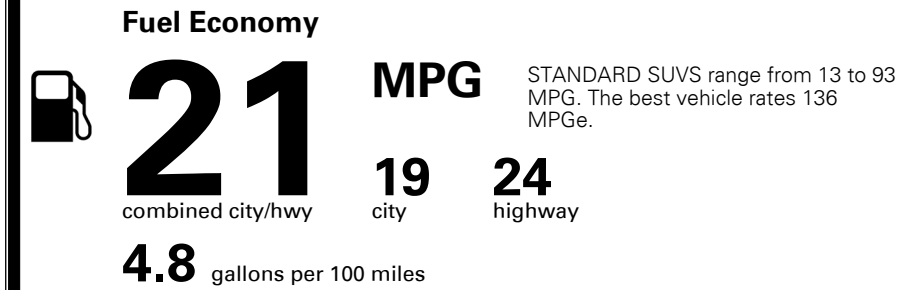 Fuel Economy
21 MPG
STANDARD SUVS range from 13 to 93
MPG. The best vehicle rates 136
MPGe.
19 24
combined city/hwy city highway
4.8 gallons per 100 miles